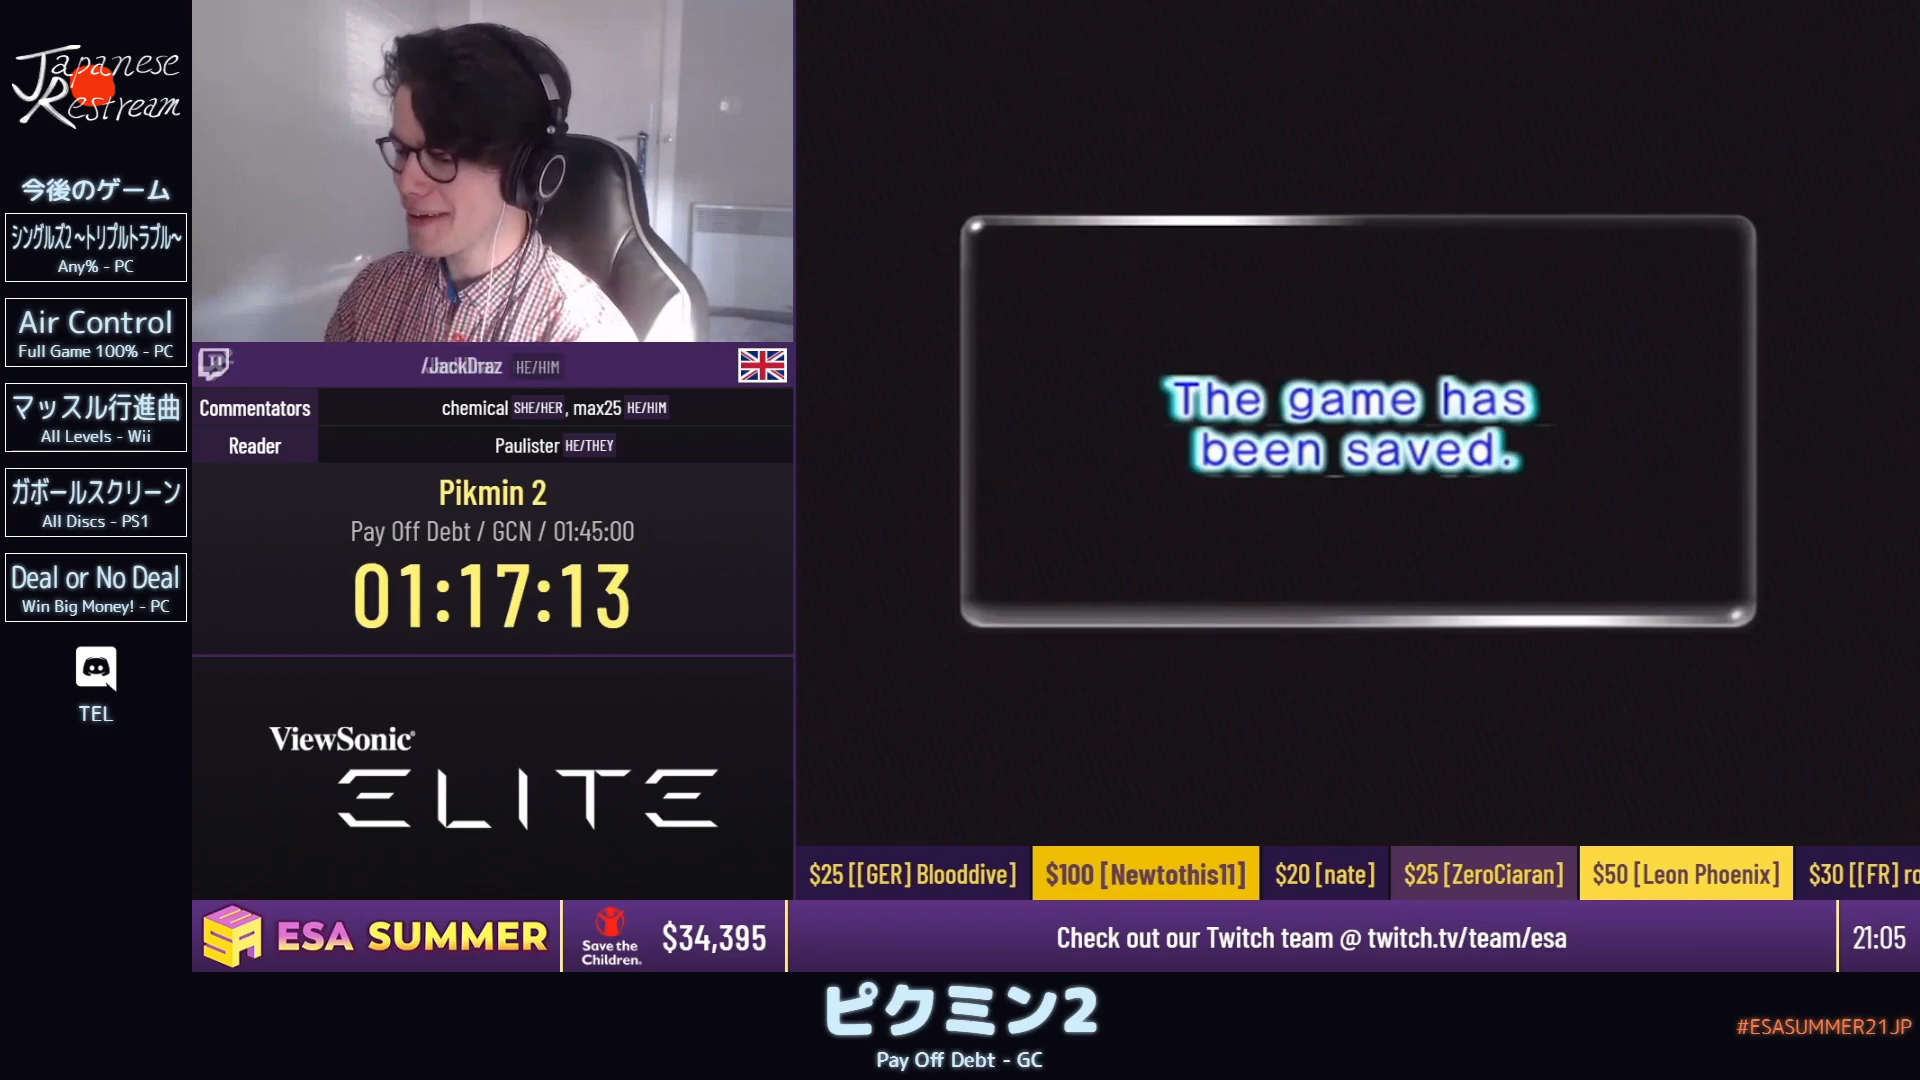 Japanese
Restream
今後のゲーム
シングルズ2～トリプルトラブル～
Any% - PC
Air Control
Full Game 100% - PC
マッスル行進曲
All Levels - Wii
ガボールスクリーン
All Discs - PS1
Deal or No Deal
Win Big Money! - PC
TEL
/JackDraz HE/HIM
Commentators chemical SHE/HER, max25 HE/HIM
Reader Paulister HE/THEY
Pikmin 2
Pay Off Debt / GCN / 01:45:00
01:17:13
ViewSonic
ELITE
The game has
been saved.
$25 [[GER] Blooddive] $100 [Newtothis11] $20 [nate] $25 [ZeroCiaran] $50 [Leon Phoenix] $30 [[FR] ro
ESA SUMMER
Save the
Children.
$34,395
Check out our Twitch team @ twitch.tv/team/esa
21:05
ピクミン2
Pay Off Debt - GC
#ESASUMMER21JP